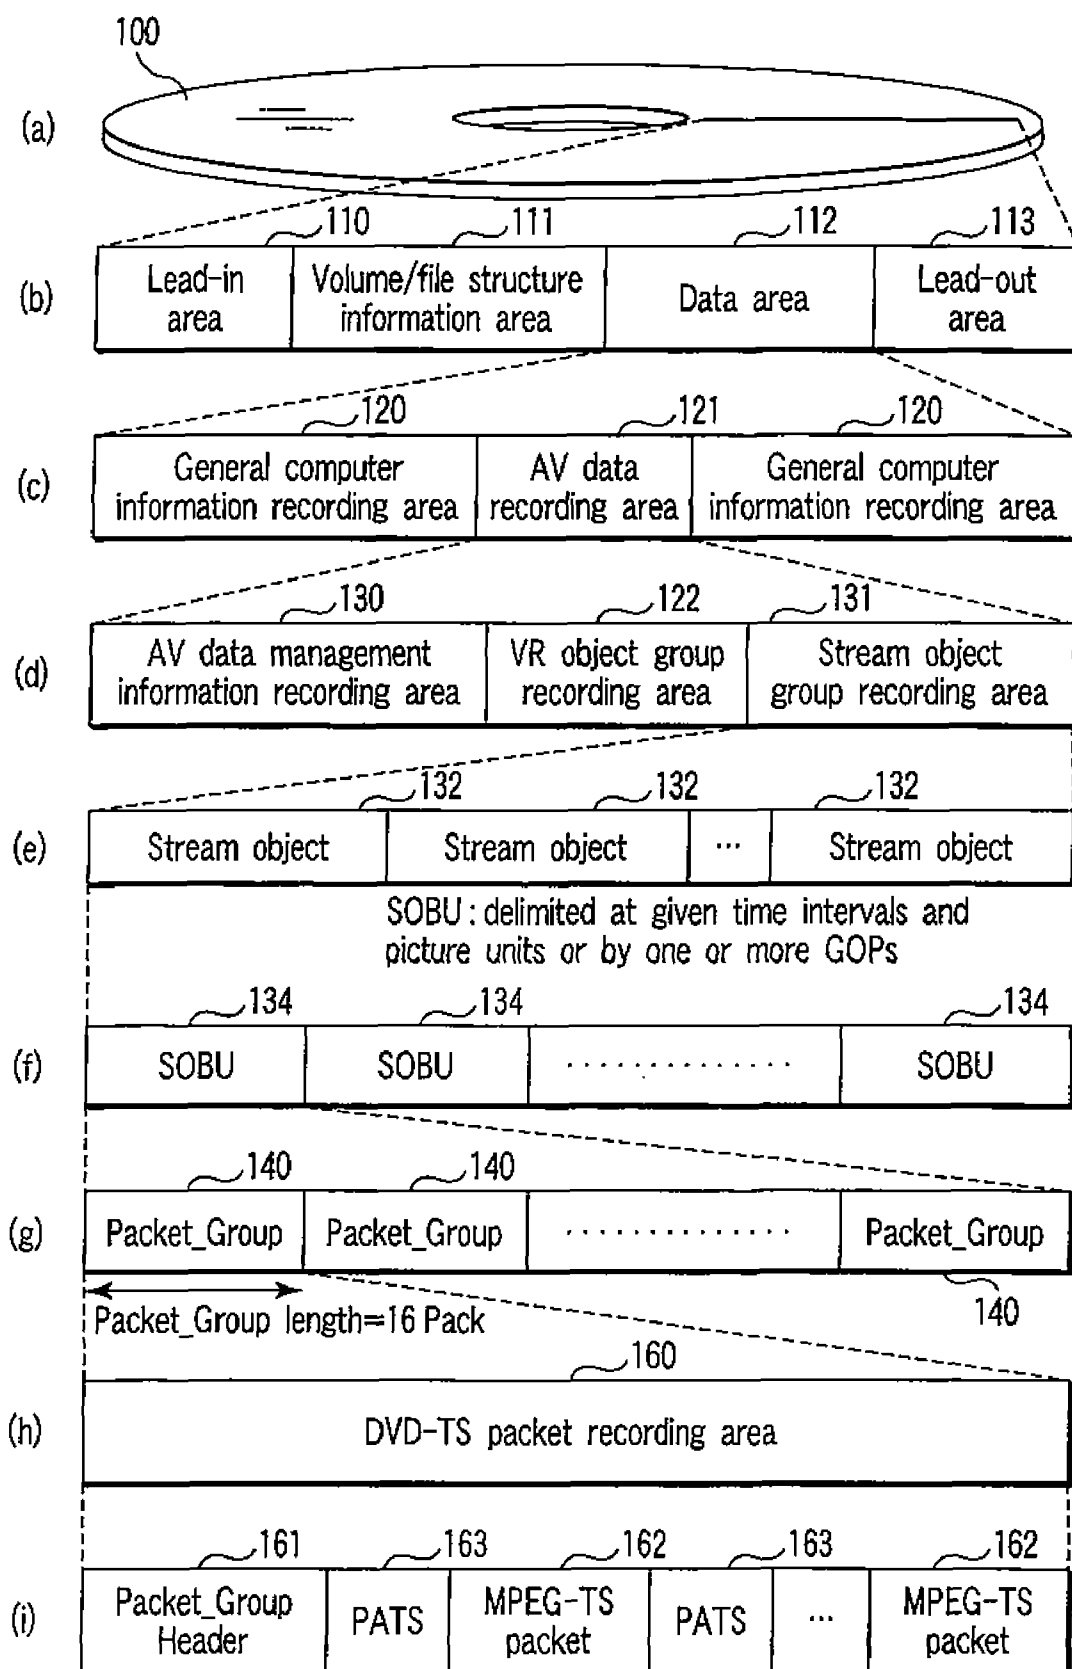 100
(a)
110 111 112 113
(b)
Lead-in area
Volume/file structure information area
Data area
Lead-out area
120 121 120
(c)
General computer information recording area
AV data recording area
General computer information recording area
130 122 131
(d)
AV data management information recording area
VR object group recording area
Stream object group recording area
132 132 132
(e)
Stream object Stream object ... Stream object
SOBU : delimited at given time intervals and
picture units or by one or more GOPs
134 134 134
(f)
SOBU SOBU .............. SOBU
140 140
(g)
Packet_Group Packet_Group .............. Packet_Group
140
Packet_Group length=16 Pack
160
(h)
DVD-TS packet recording area
161 163 162 163 162
(i)
Packet_Group Header
PATS
MPEG-TS packet
PATS
...
MPEG-TS packet